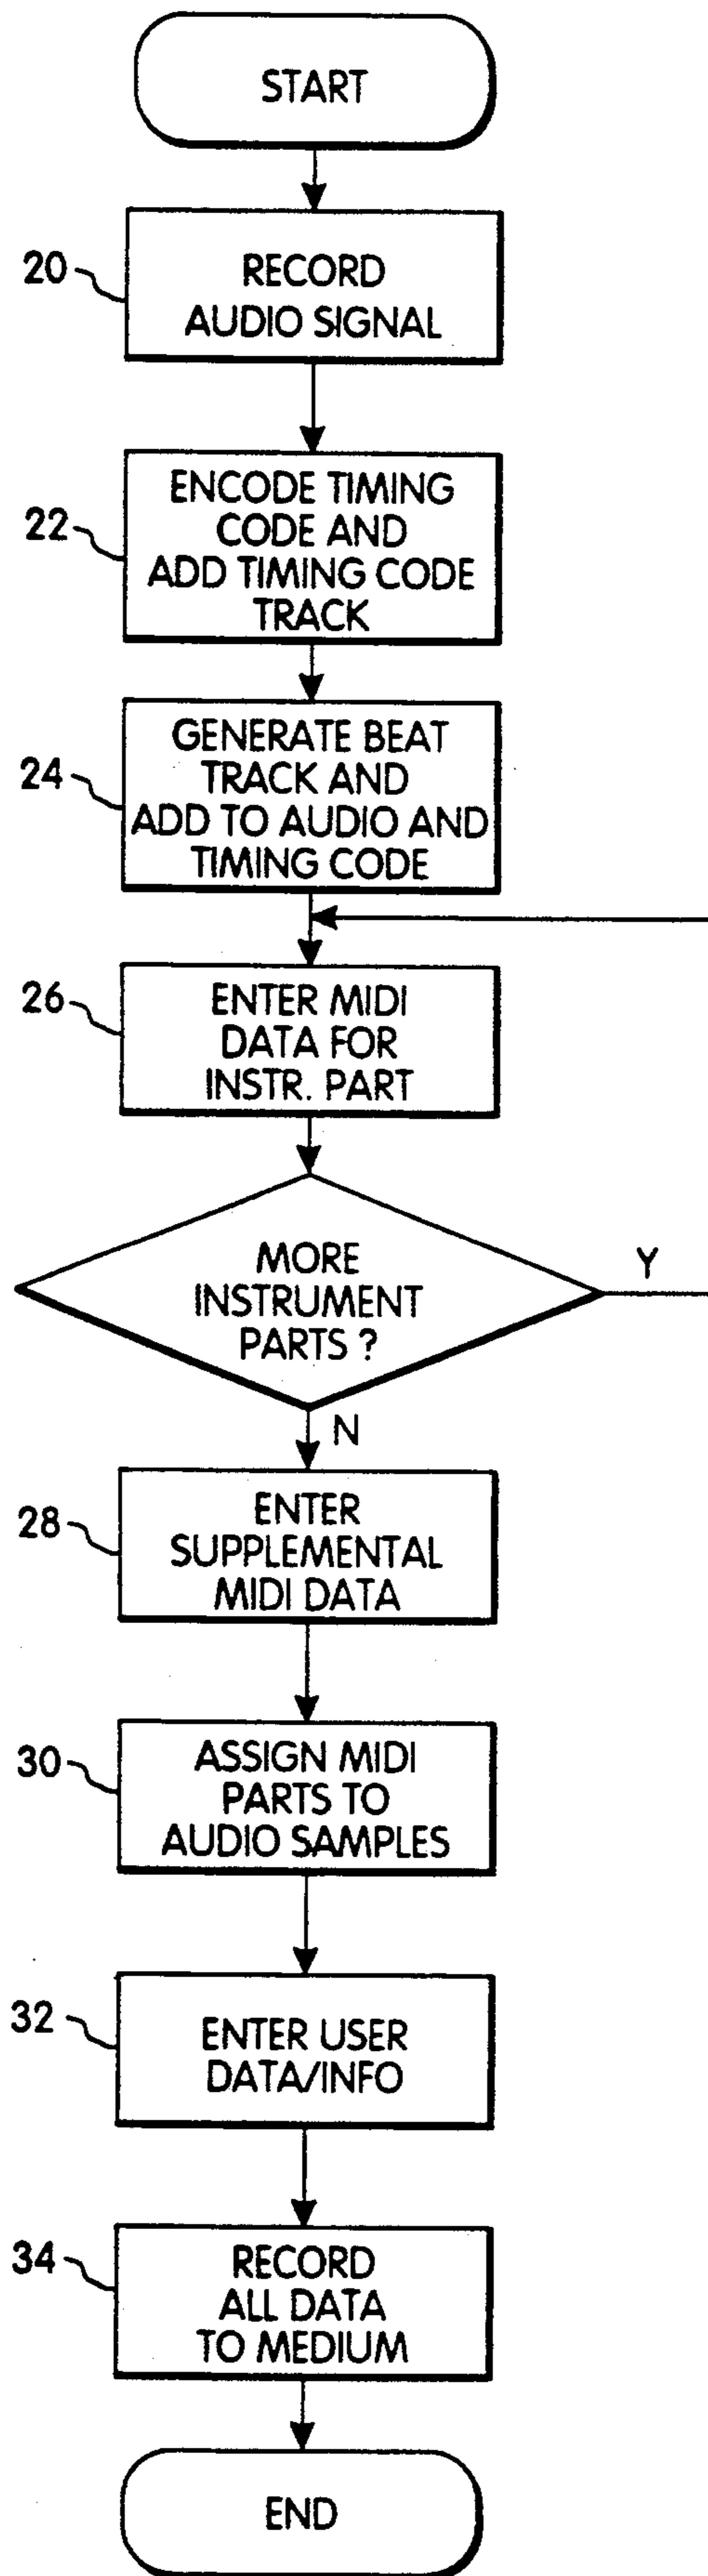 START
20
RECORD
AUDIO SIGNAL
22
ENCODE TIMING
CODE AND
ADD TIMING CODE
TRACK
24
GENERATE BEAT
TRACK AND
ADD TO AUDIO AND
TIMING CODE
26
ENTER MIDI
DATA FOR
INSTR. PART
MORE
INSTRUMENT
PARTS ?
Y
N
28
ENTER
SUPPLEMENTAL
MIDI DATA
30
ASSIGN MIDI
PARTS TO
AUDIO SAMPLES
32
ENTER USER
DATA/INFO
34
RECORD
ALL DATA
TO MEDIUM
END